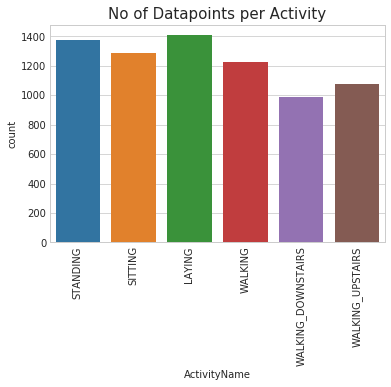 No of Datapoints per Activity
1400
1200
1000
800
600
400
200
0
count
STANDING
SITTING
LAYING
WALKING
WALKING_DOWNSTAIRS
WALKING_UPSTAIRS
ActivityName